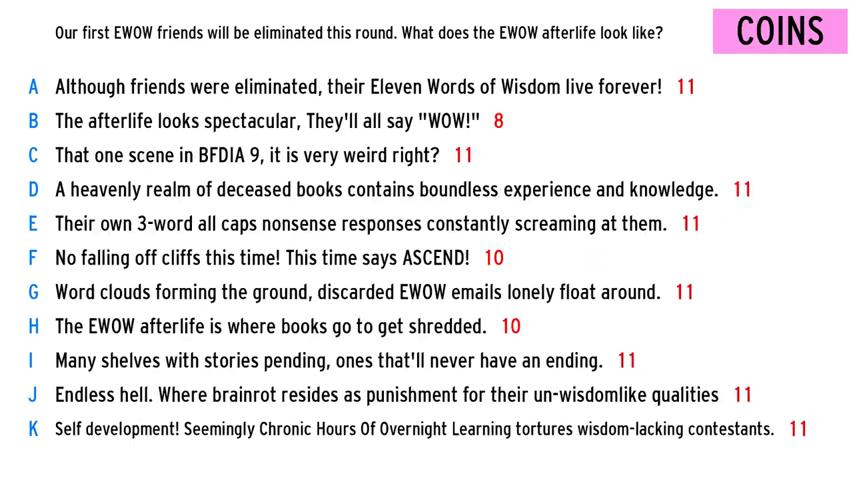 Our first EWOW friends will be eliminated this round. What does the EWOW afterlife look like?
COINS
A Although friends were eliminated, their Eleven Words of Wisdom live forever! 11
B The afterlife looks spectacular, They'll all say "WOW!" 8
C That one scene in BFDIA 9, it is very weird right? 11
D A heavenly realm of deceased books contains boundless experience and knowledge. 11
E Their own 3-word all caps nonsense responses constantly screaming at them. 11
F No falling off cliffs this time! This time says ASCEND! 10
G Word clouds forming the ground, discarded EWOW emails lonely float around. 11
H The EWOW afterlife is where books go to get shredded. 10
I Many shelves with stories pending, ones that'll never have an ending. 11
J Endless hell. Where brainrot resides as punishment for their un-wisdomlike qualities 11
K Self development! Seemingly Chronic Hours Of Overnight Learning tortures wisdom-lacking contestants. 11